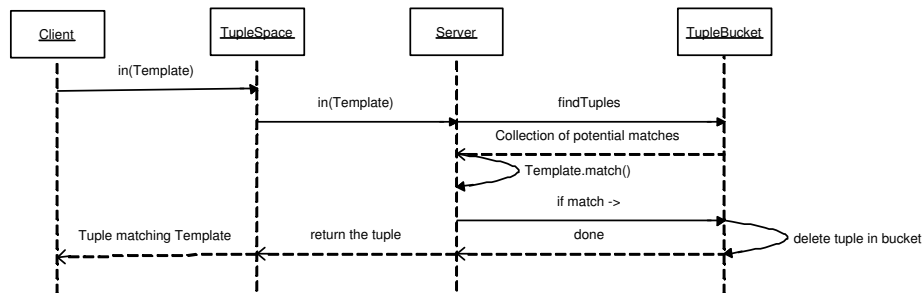 Client
TupleSpace
Server
TupleBucket
in(Template)
in(Template)
findTuples
Collection of potential matches
Template.match()
if match ->
Tuple matching Template
return the tuple
done
delete tuple in bucket